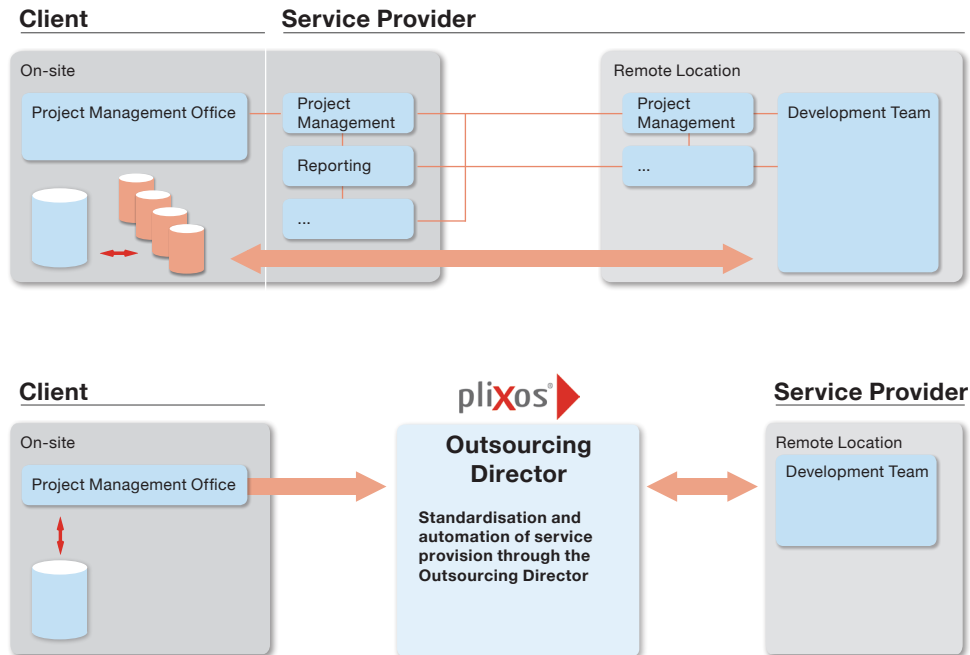 Client
Service Provider
On-site
Project Management Office
Project
Management
Reporting
...
Remote Location
Project
Management
...
Development Team
Client
plixos®
Service Provider
On-site
Project Management Office
Outsourcing
Director
Standardisation and
automation of service
provision through the
Outsourcing Director
Remote Location
Development Team